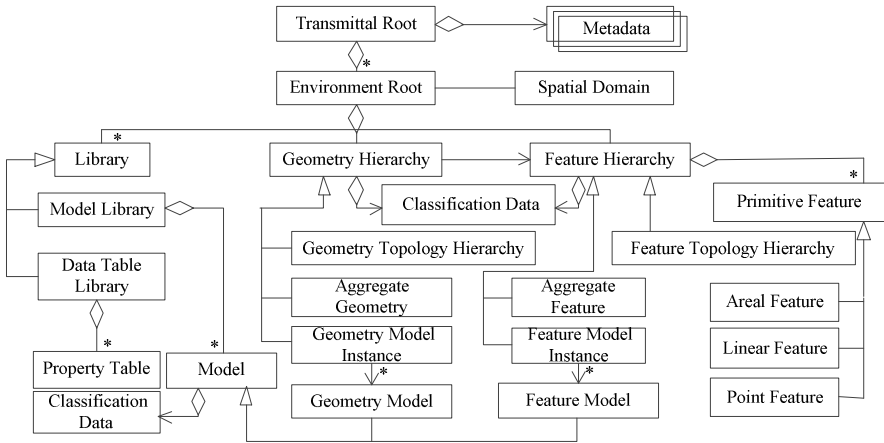 Transmittal Root
Metadata
*
Environment Root
Spatial Domain
*
Library
Geometry Hierarchy
Feature Hierarchy
*
Model Library
Classification Data
Primitive Feature
Geometry Topology Hierarchy
Feature Topology Hierarchy
Data Table
Library
Aggregate
Geometry
Aggregate
Feature
Areal Feature
*
*
Geometry Model
Instance
Feature Model
Instance
Linear Feature
Property Table
Model
*
*
Classification
Data
Geometry Model
Feature Model
Point Feature